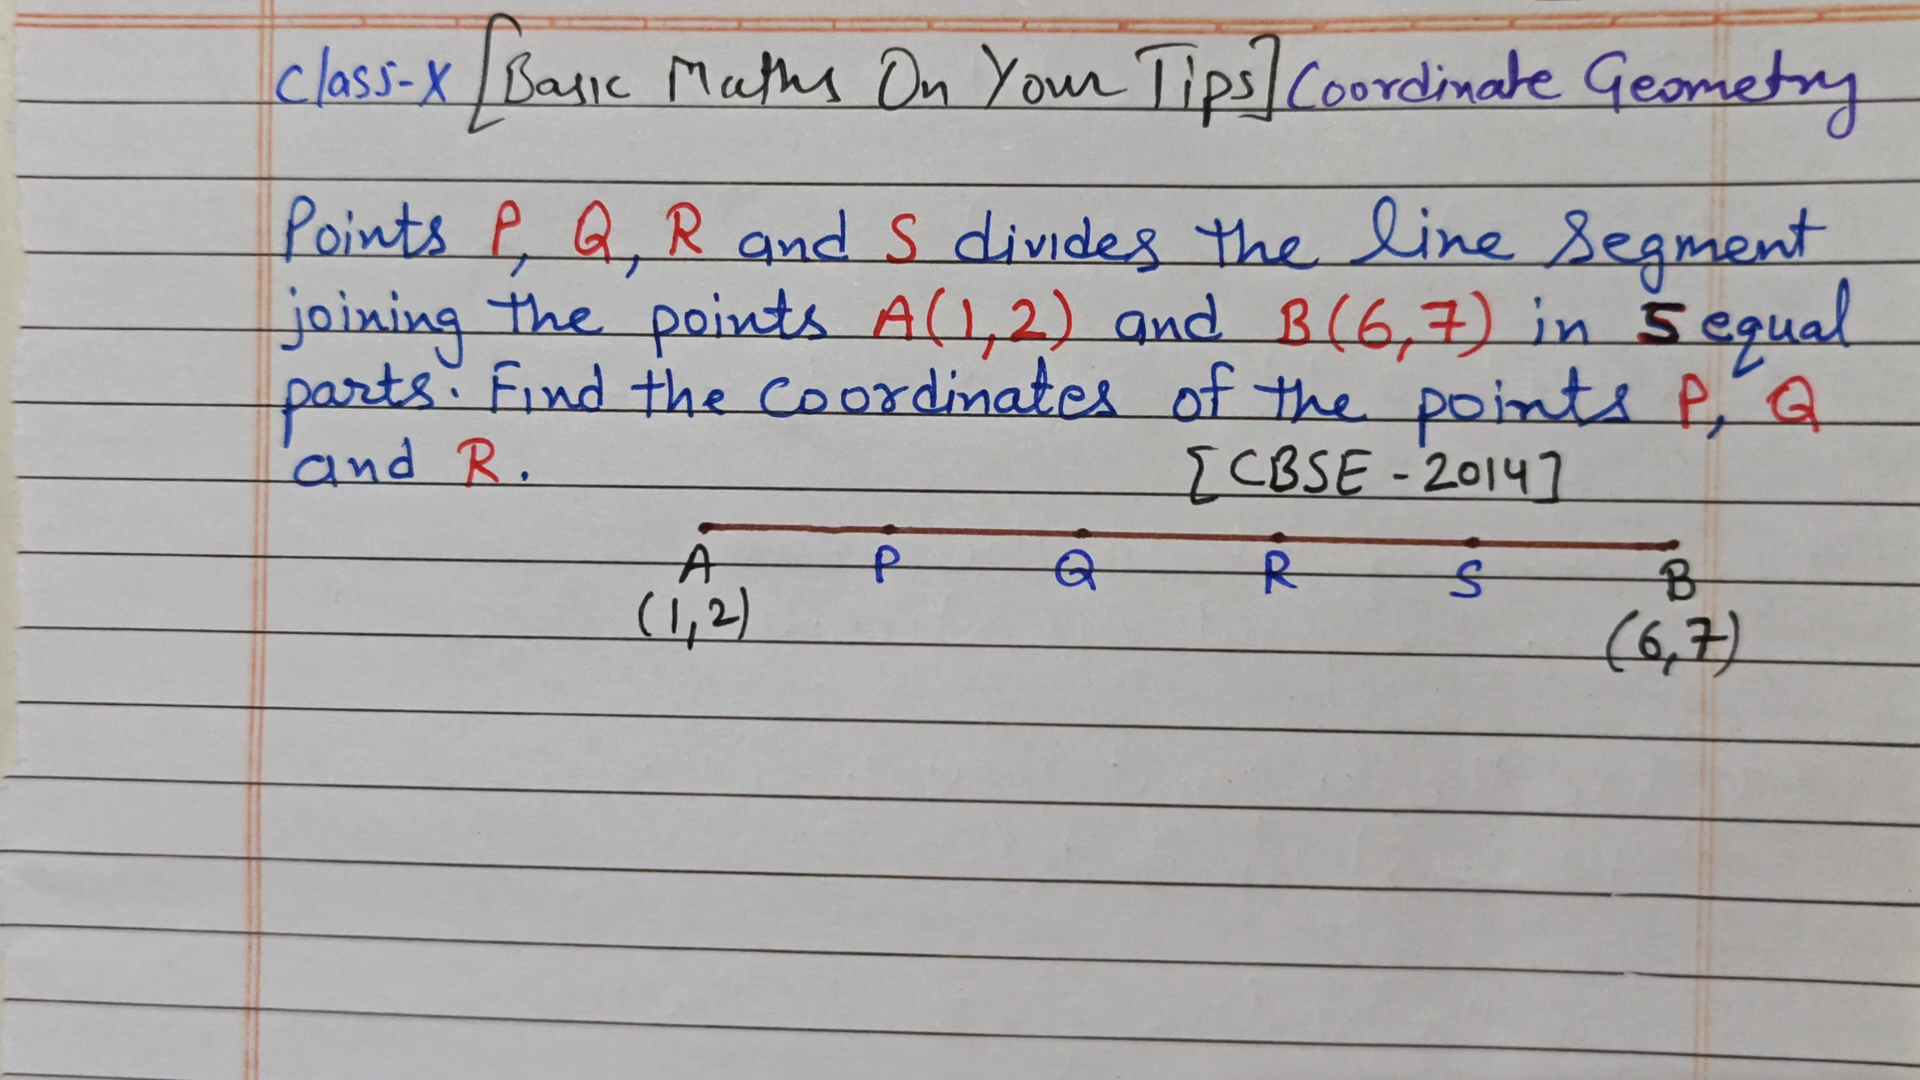 Class-X [Basic Maths On Your Tips] Coordinate Geometry
Points P, Q, R and S divides the line segment
joining the points A(1,2) and B(6,7) in 5 equal
parts. Find the coordinates of the points P, Q
and R. [CBSE - 2014]
A P Q R S B
(1,2) (6,7)